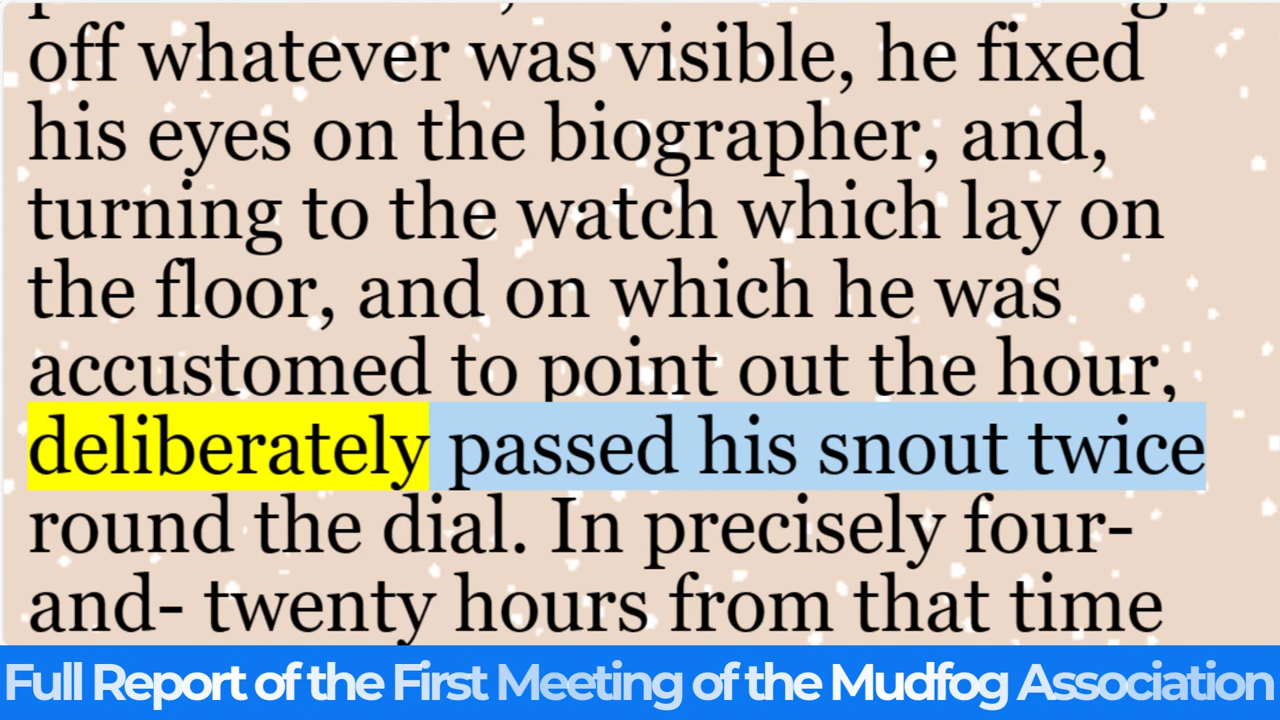 off whatever was visible, he fixed
his eyes on the biographer, and,
turning to the watch which lay on
the floor, and on which he was
accustomed to point out the hour,
deliberately passed his snout twice
round the dial. In precisely four-
and- twenty hours from that time
Full Report of the First Meeting of the Mudfog Association